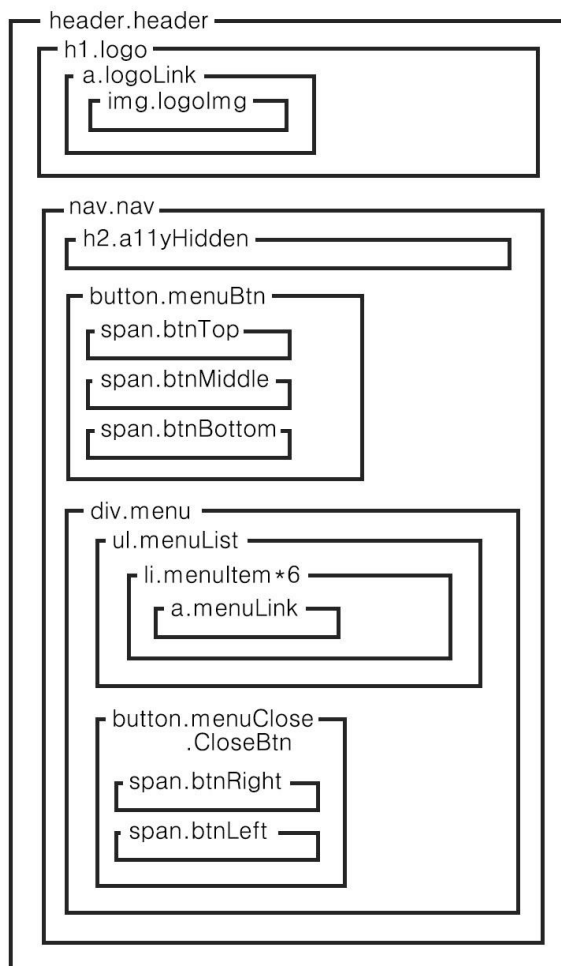 header.header
h1.logo
a.logoLink
img.logoImg
nav.nav
h2.a11yHidden
button.menuBtn
span.btnTop
span.btnMiddle
span.btnBottom
div.menu
ul.menuList
li.menuItem*6
a.menuLink
button.menuClose
.CloseBtn
span.btnRight
span.btnLeft